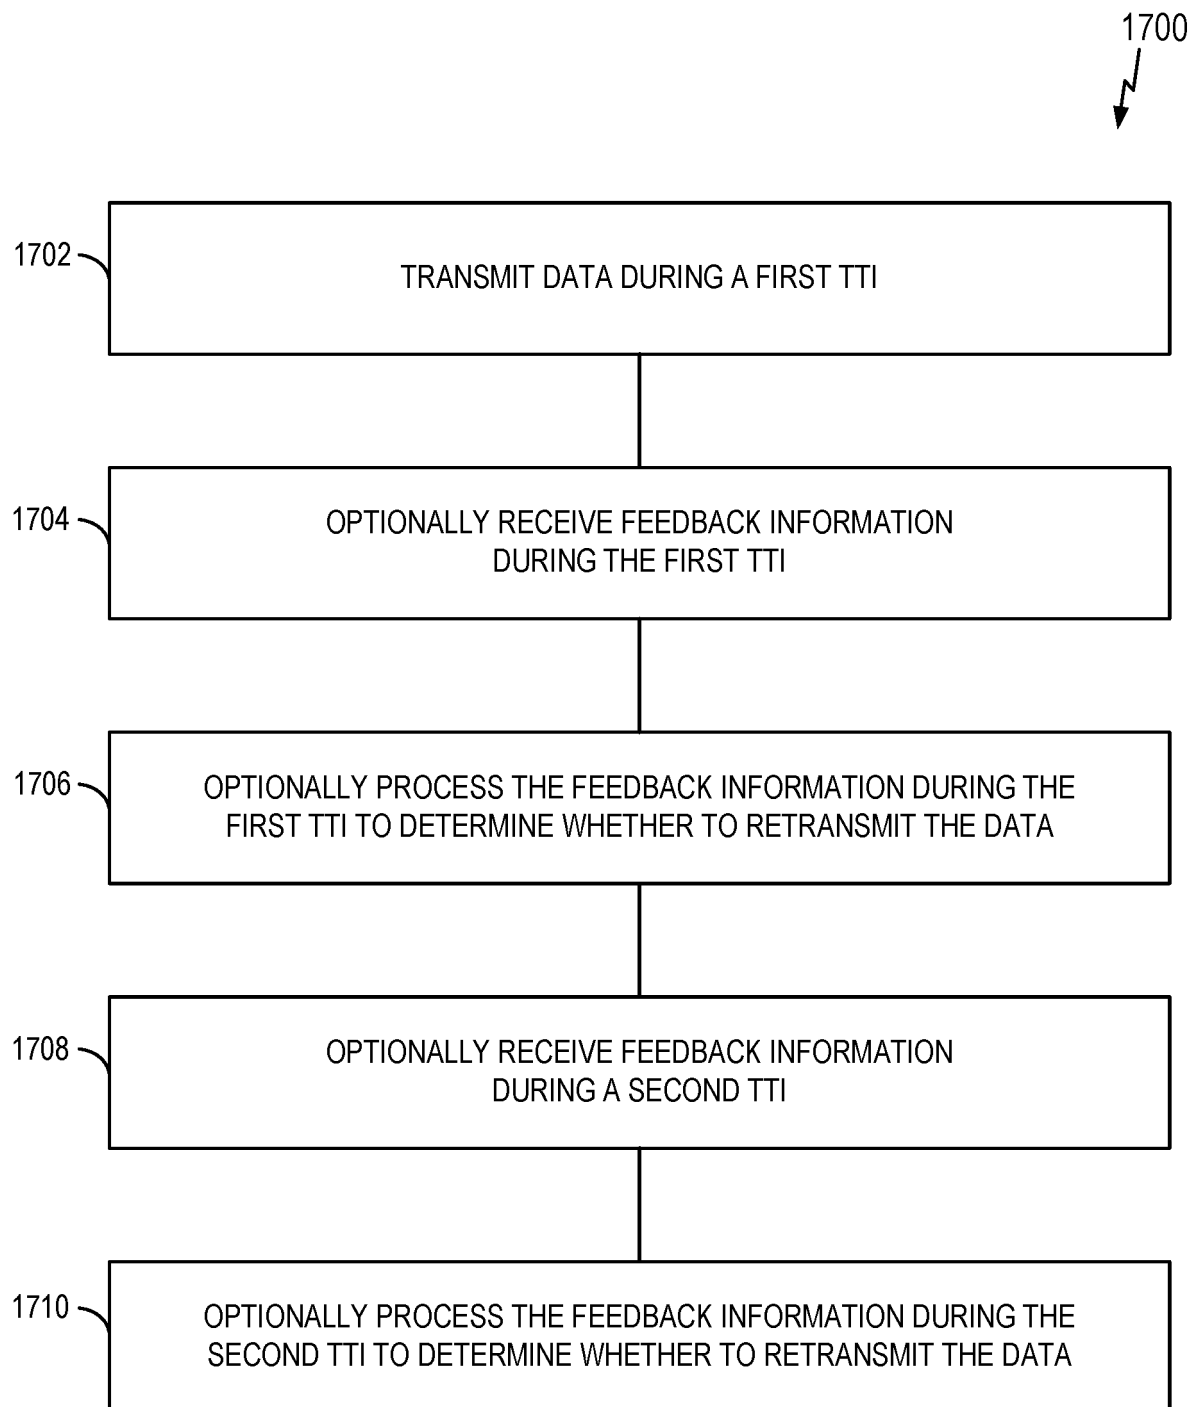 1700
1702
TRANSMIT DATA DURING A FIRST TTI
1704
OPTIONALLY RECEIVE FEEDBACK INFORMATION
DURING THE FIRST TTI
1706
OPTIONALLY PROCESS THE FEEDBACK INFORMATION DURING THE
FIRST TTI TO DETERMINE WHETHER TO RETRANSMIT THE DATA
1708
OPTIONALLY RECEIVE FEEDBACK INFORMATION
DURING A SECOND TTI
1710
OPTIONALLY PROCESS THE FEEDBACK INFORMATION DURING THE
SECOND TTI TO DETERMINE WHETHER TO RETRANSMIT THE DATA